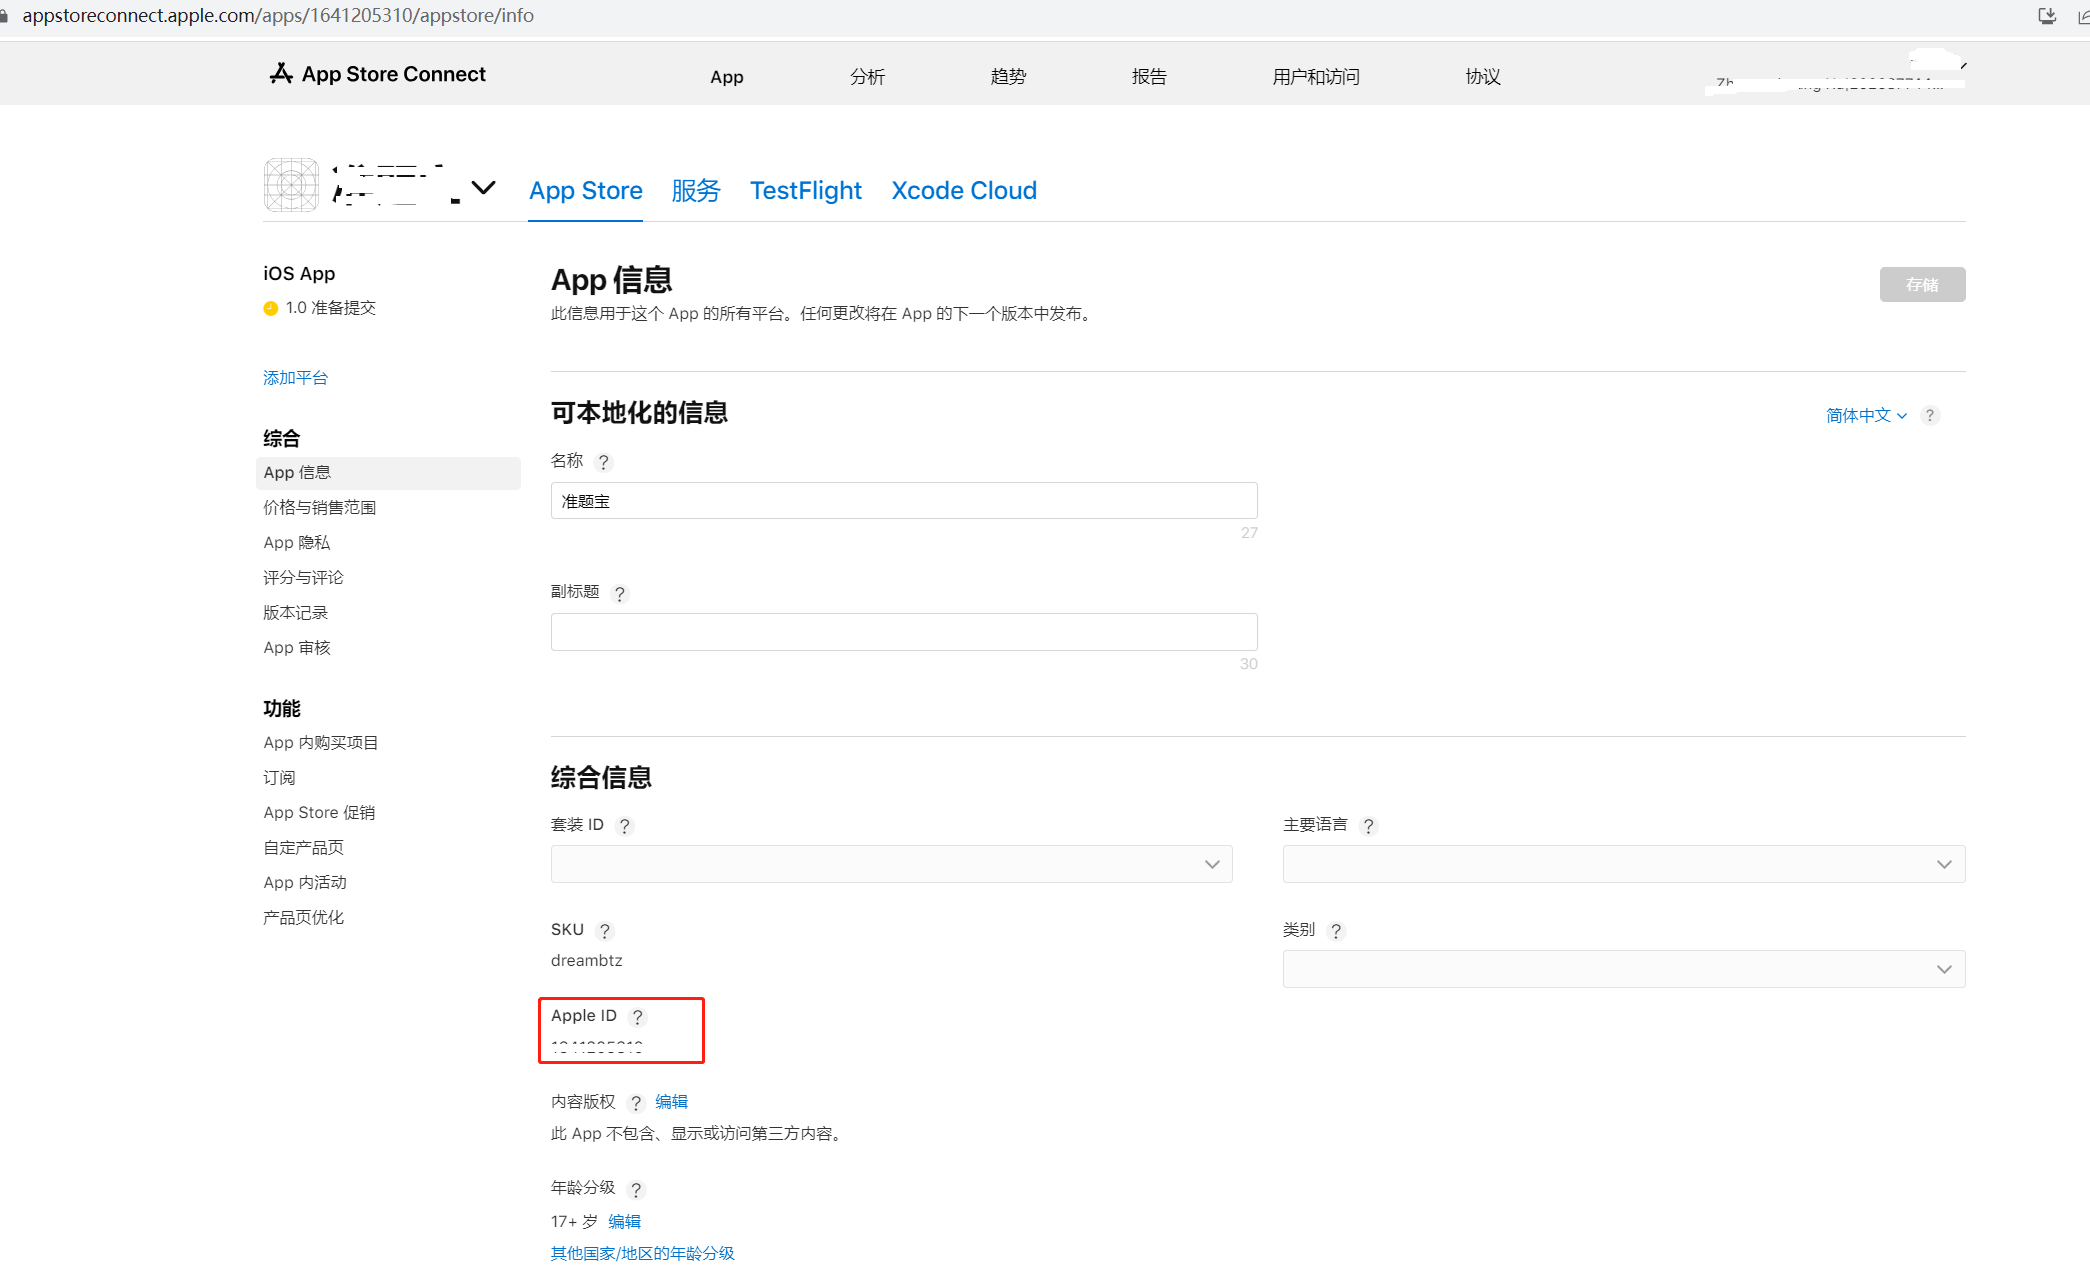 appstoreconnect.apple.com/apps/1641205310/appstore/info
App Store Connect
App
分析
趋势
报告
用户和访问
协议
App Store
服务
TestFlight
Xcode Cloud
iOS App
1.0 准备提交
添加平台
综合
App 信息
价格与销售范围
App 隐私
评分与评论
版本记录
App 审核
功能
App 内购买项目
订阅
App Store 促销
自定产品页
App 内活动
产品页优化
App 信息
存储
此信息用于这个 App 的所有平台。任何更改将在 App 的下一个版本中发布。
可本地化的信息
简体中文 ?
名称 ?
准题宝
27
副标题 ?
30
综合信息
套装 ID ?
主要语言 ?
SKU ?
dreambtz
类别 ?
Apple ID ?
内容版权 ? 编辑
此 App 不包含、显示或访问第三方内容。
年龄分级 ?
17+ 岁 编辑
其他国家/地区的年龄分级